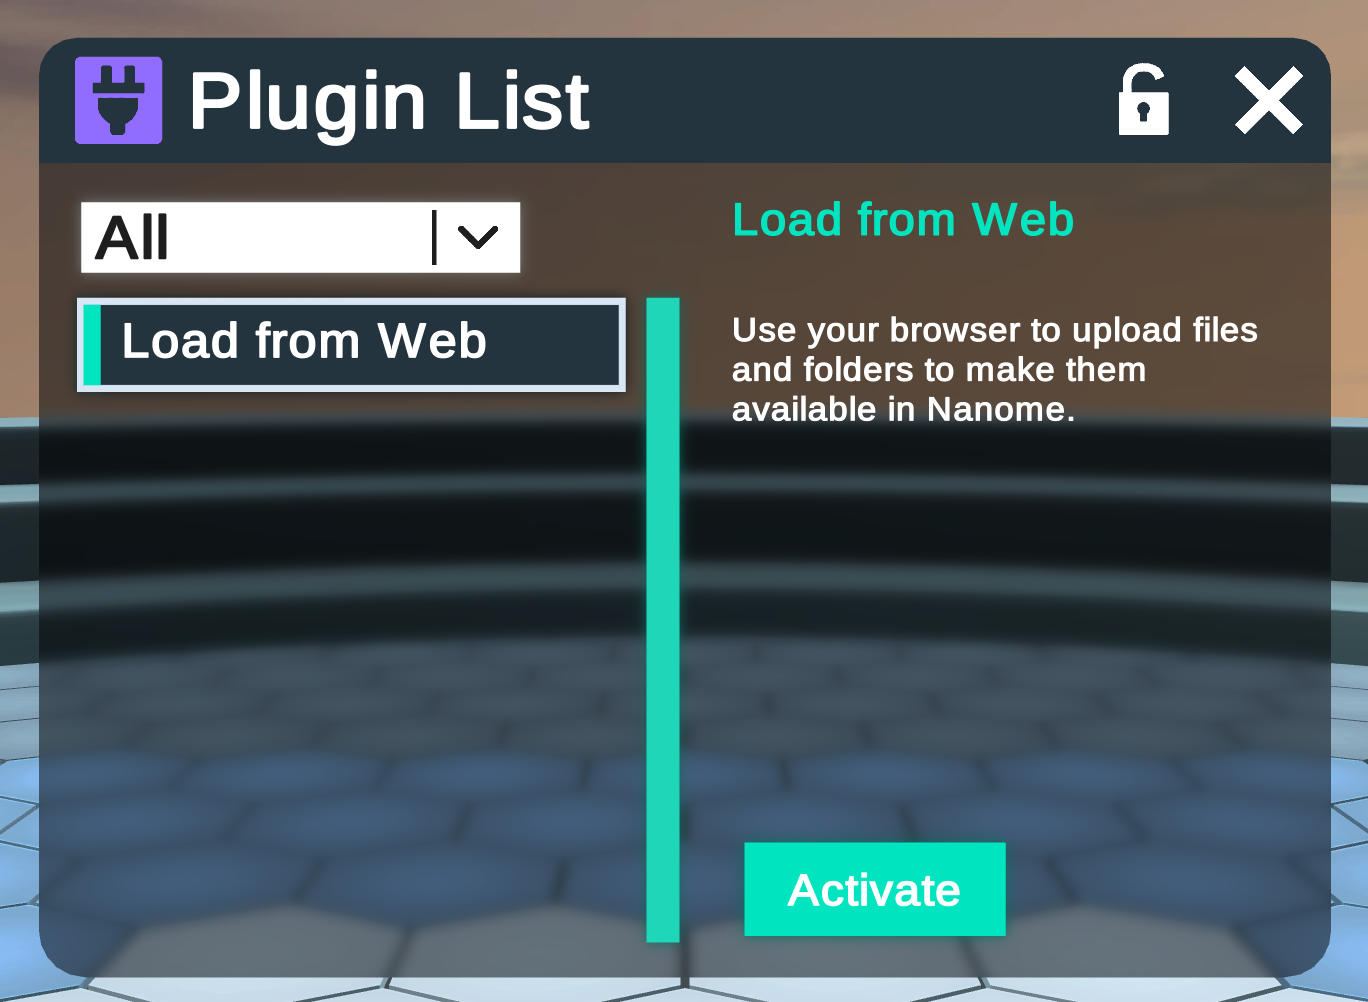 Plugin List
All
Load from Web
Load from Web
Use your browser to upload files
and folders to make them
available in Nanome.
Activate